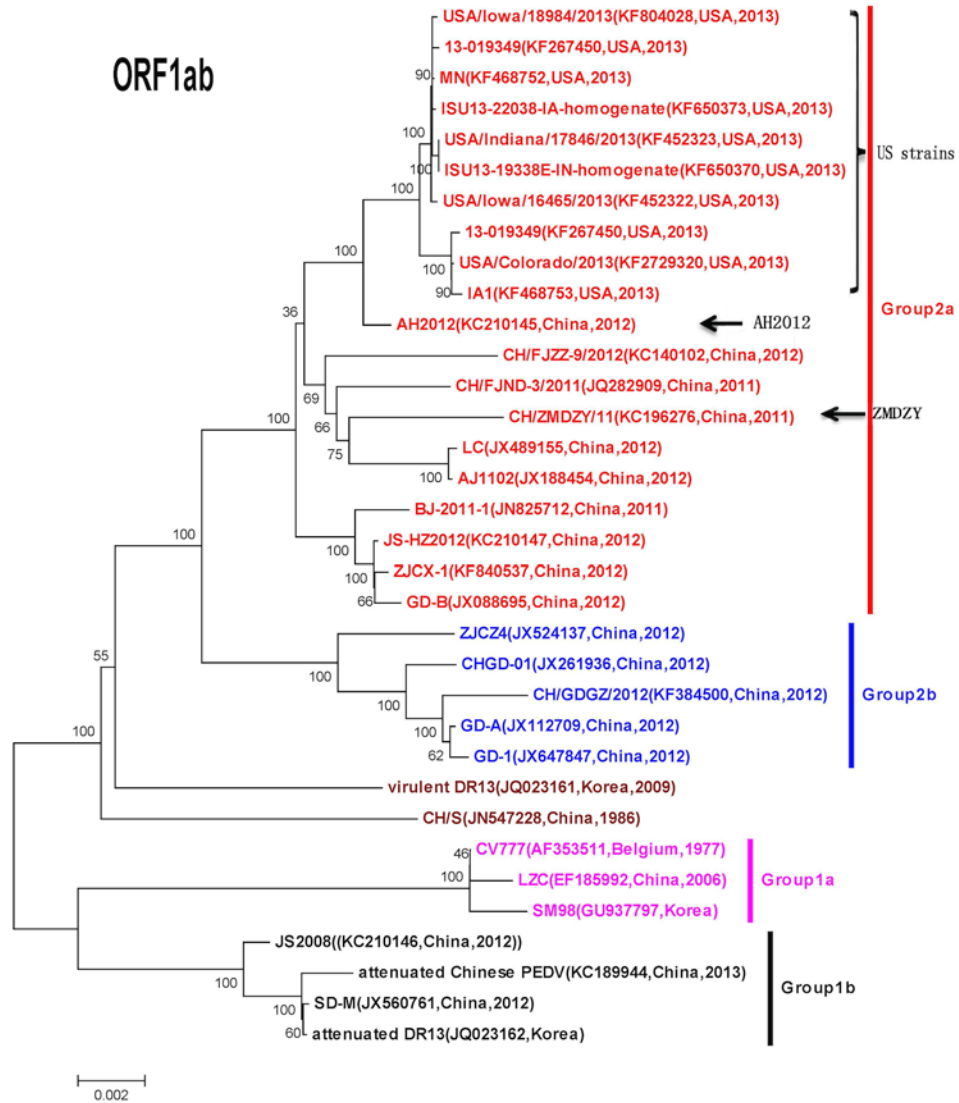 ORF1ab
USA/Iowa/18984/2013(KF804028,USA,2013)
13-019349(KF267450,USA,2013)
90
MN(KF468752,USA,2013)
ISU13-22038-IA-homogenate(KF650373,USA,2013)
100
USA/Indiana/17846/2013(KF452323,USA,2013)
US strains
100
ISU13-19338E-IN-homogenate(KF650370,USA,2013)
100
USA/Iowa/16465/2013(KF452322,USA,2013)
13-019349(KF267450,USA,2013)
100
100
USA/Colorado/2013(KF2729320,USA,2013)
90
IA1(KF468753,USA,2013)
36
Group2a
AH2012(KC210145,China,2012)
AH2012
CH/FJZZ-9/2012(KC140102,China,2012)
69
CH/FJND-3/2011(JQ282909,China,2011)
100
66
CH/ZMDZY/11(KC196276,China,2011)
ZMDZY
75
LC(JX489155,China,2012)
100
AJ1102(JX188454,China,2012)
BJ-2011-1(JN825712,China,2011)
100
100
JS-HZ2012(KC210147,China,2012)
100
ZJCX-1(KF840537,China,2012)
66
GD-B(JX088695,China,2012)
ZJCZ4(JX524137,China,2012)
55
CHGD-01(JX261936,China,2012)
100
CH/GDGZ/2012(KF384500,China,2012)
Group2b
100
100
GD-A(JX112709,China,2012)
100
62
GD-1(JX647847,China,2012)
virulent DR13(JQ023161,Korea,2009)
CH/S(JN547228,China,1986)
46
CV777(AF353511,Belgium,1977)
100
LZC(EF185992,China,2006)
Group1a
SM98(GU937797,Korea)
JS2008((KC210146,China,2012))
100
attenuated Chinese PEDV(KC189944,China,2013)
Group1b
100
SD-M(JX560761,China,2012)
60
attenuated DR13(JQ023162,Korea)
0.002